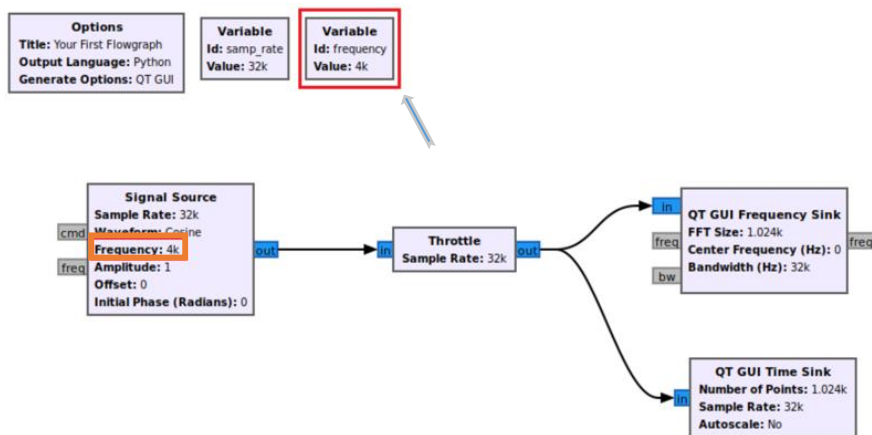 Options
Title: Your First Flowgraph
Output Language: Python
Generate Options: QT GUI
Variable
Id: samp_rate
Value: 32k
Variable
Id: frequency
Value: 4k
Signal Source
Sample Rate: 32k
Waveform: Cosine
Frequency: 4k
Amplitude: 1
Offset: 0
Initial Phase (Radians): 0
cmd
freq
out
in
Throttle
Sample Rate: 32k
out
in
freq
bw
QT GUI Frequency Sink
FFT Size: 1.024k
Center Frequency (Hz): 0
Bandwidth (Hz): 32k
freq
in
QT GUI Time Sink
Number of Points: 1.024k
Sample Rate: 32k
Autoscale: No